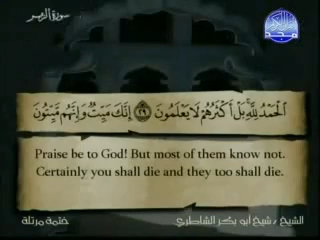 سورة الزمر
مجد
الْحَمْدُ لِلَّهِ بَلْ أَكْثَرُهُمْ لَا يَعْلَمُونَ ٢٩ إِنَّكَ مَيِّتٌ وَإِنَّهُم مَّيِّتُونَ
Praise be to God! But most of them know not.
Certainly you shall die and they too shall die.
ختمة مرتلة
الشيخ / شيخ أبو بكر الشاطري